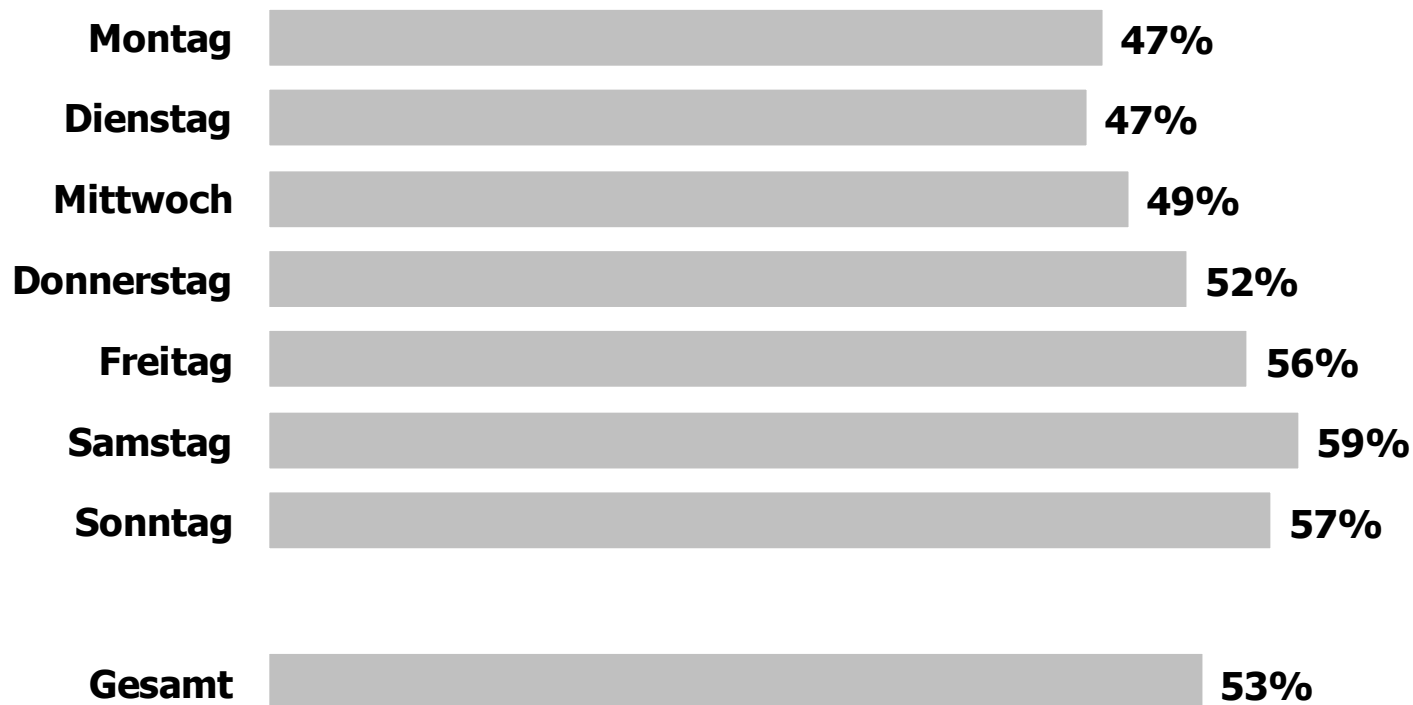 Montag 47%
Dienstag 47%
Mittwoch 49%
Donnerstag 52%
Freitag 56%
Samstag 59%
Sonntag 57%
Gesamt 53%